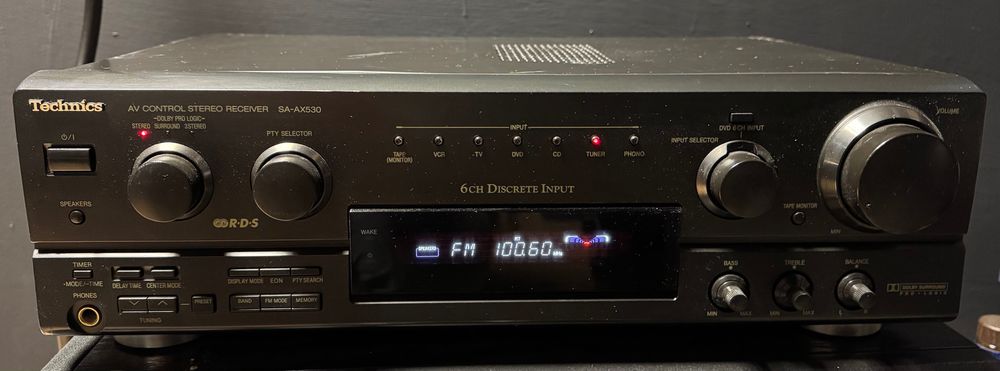 Technics
AV CONTROL STEREO RECEIVER SA-AX530
-DOLBY PRO LOGIC-
STEREO SURROUND 3STEREO
PTY SELECTOR
INPUT
TAPE (MONITOR) VCR TV DVD CD TUNER PHONO
DVD 6CH INPUT
INPUT SELECTOR
VOLUME
SPEAKERS
R·D·S
6CH DISCRETE INPUT
TAPE MONITOR
MIN
WAKE
SPEAKERS
FM 100.60 MHz
TIMER
-MODE/-TIME
DELAY TIME CENTER MODE
DISPLAY MODE EON PTY SEARCH
PHONES
PRESET
BAND FM MODE MEMORY
TUNING
BASS TREBLE BALANCE
MIN MAX MIN MAX L R
DOLBY SURROUND
PRO·LOGIC